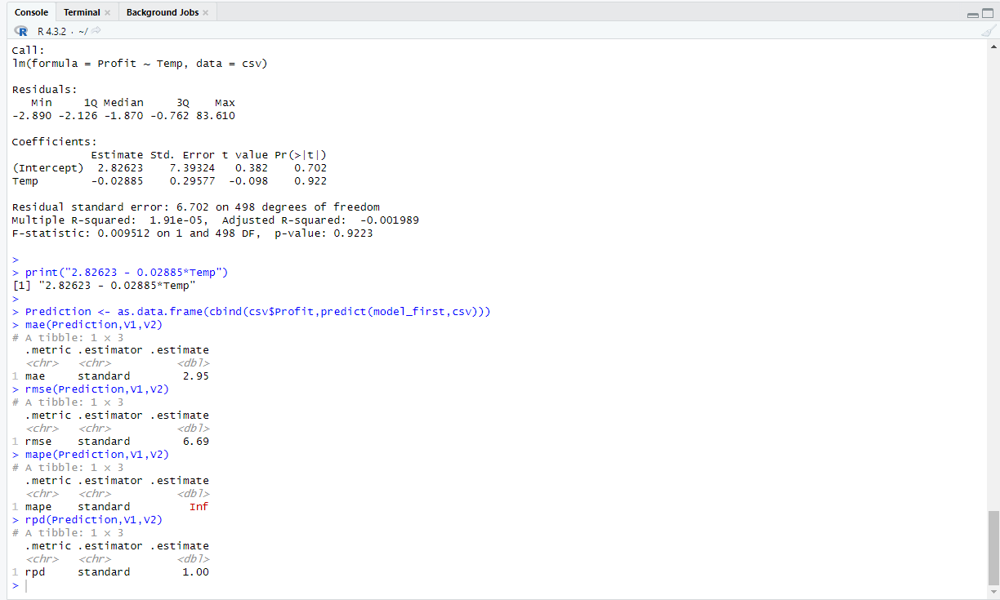 Console Terminal × Background Jobs ×
R R 4.3.2 · ~/
Call:
lm(formula = Profit ~ Temp, data = csv)
Residuals:
   Min     1Q Median     3Q    Max
-2.890 -2.126 -1.870 -0.762 83.610
Coefficients:
            Estimate Std. Error t value Pr(>|t|)
(Intercept)  2.82623    7.39324   0.382    0.702
Temp        -0.02885    0.29577  -0.098    0.922
Residual standard error: 6.702 on 498 degrees of freedom
Multiple R-squared:  1.91e-05,  Adjusted R-squared:  -0.001989
F-statistic: 0.009512 on 1 and 498 DF,  p-value: 0.9223
>
> print("2.82623 - 0.02885*Temp")
[1] "2.82623 - 0.02885*Temp"
>
> Prediction <- as.data.frame(cbind(csv$Profit,predict(model_first,csv)))
> mae(Prediction,V1,V2)
# A tibble: 1 × 3
  .metric .estimator .estimate
  <chr>   <chr>          <dbl>
1 mae     standard        2.95
> rmse(Prediction,V1,V2)
# A tibble: 1 × 3
  .metric .estimator .estimate
  <chr>   <chr>          <dbl>
1 rmse    standard        6.69
> mape(Prediction,V1,V2)
# A tibble: 1 × 3
  .metric .estimator .estimate
  <chr>   <chr>          <dbl>
1 mape    standard         Inf
> rpd(Prediction,V1,V2)
# A tibble: 1 × 3
  .metric .estimator .estimate
  <chr>   <chr>          <dbl>
1 rpd     standard        1.00
>